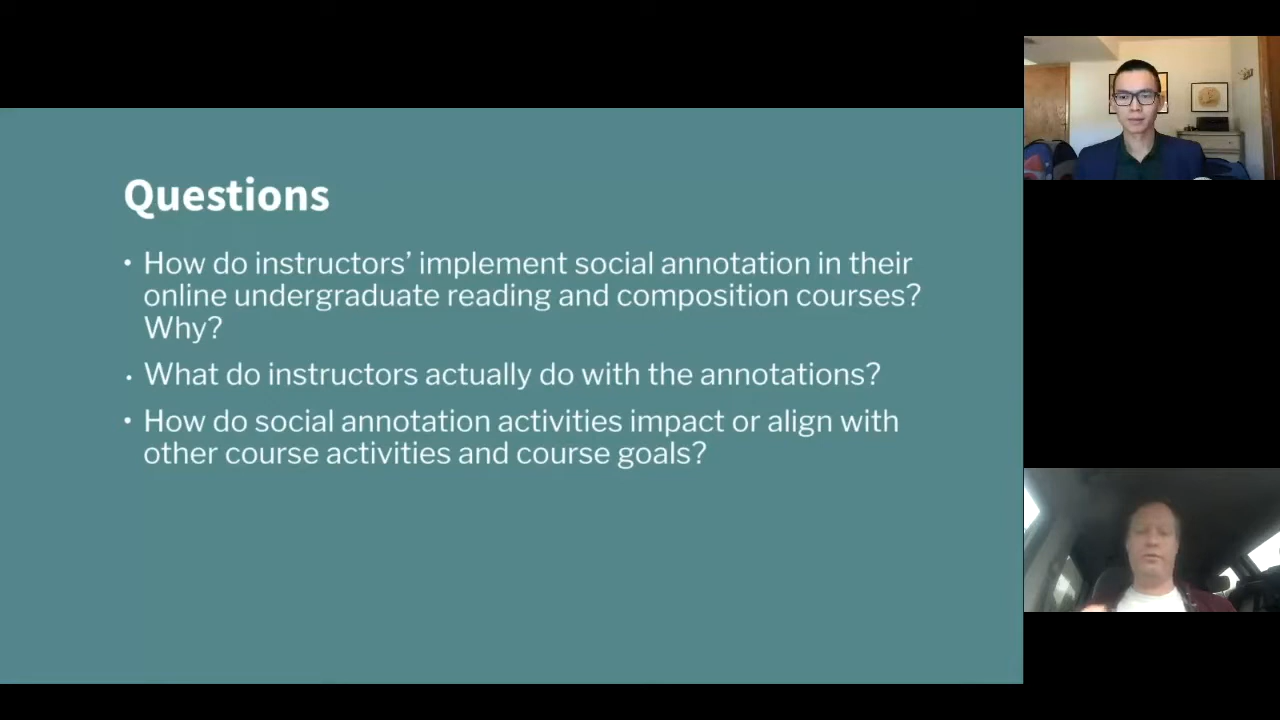 Questions
• How do instructors’ implement social annotation in their
online undergraduate reading and composition courses?
Why?
• What do instructors actually do with the annotations?
• How do social annotation activities impact or align with
other course activities and course goals?